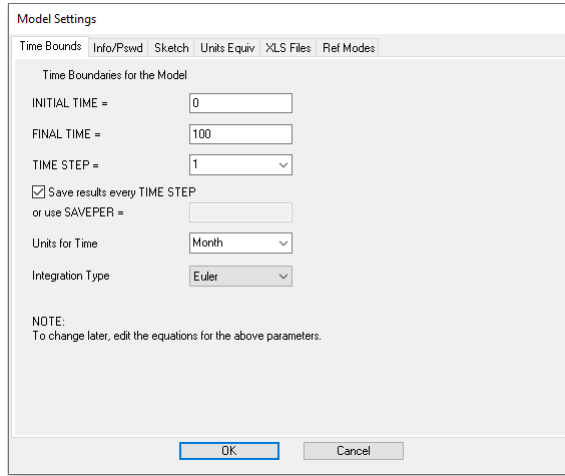 Model Settings
Time Bounds Info/Pswd Sketch Units Equiv XLS Files Ref Modes
Time Boundaries for the Model
INITIAL TIME = 0
FINAL TIME = 100
TIME STEP = 1
Save results every TIME STEP
or use SAVEPER =
Units for Time Month
Integration Type Euler
NOTE:
To change later, edit the equations for the above parameters.
OK Cancel